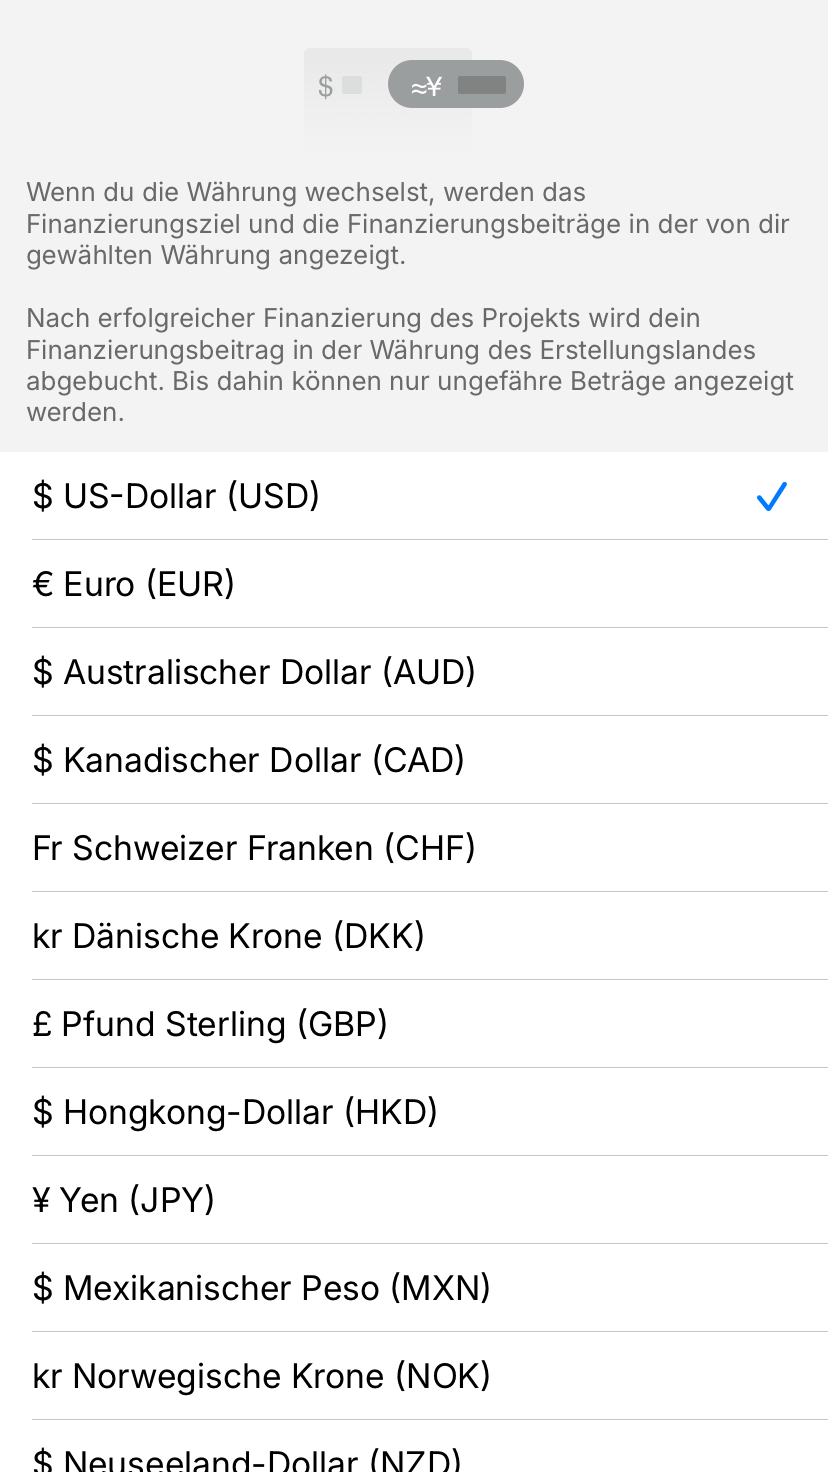 $ ≈¥
Wenn du die Währung wechselst, werden das
Finanzierungsziel und die Finanzierungsbeiträge in der von dir
gewählten Währung angezeigt.
Nach erfolgreicher Finanzierung des Projekts wird dein
Finanzierungsbeitrag in der Währung des Erstellungslandes
abgebucht. Bis dahin können nur ungefähre Beträge angezeigt
werden.
$ US-Dollar (USD)
€ Euro (EUR)
$ Australischer Dollar (AUD)
$ Kanadischer Dollar (CAD)
Fr Schweizer Franken (CHF)
kr Dänische Krone (DKK)
£ Pfund Sterling (GBP)
$ Hongkong-Dollar (HKD)
¥ Yen (JPY)
$ Mexikanischer Peso (MXN)
kr Norwegische Krone (NOK)
$ Neuseeland-Dollar (NZD)